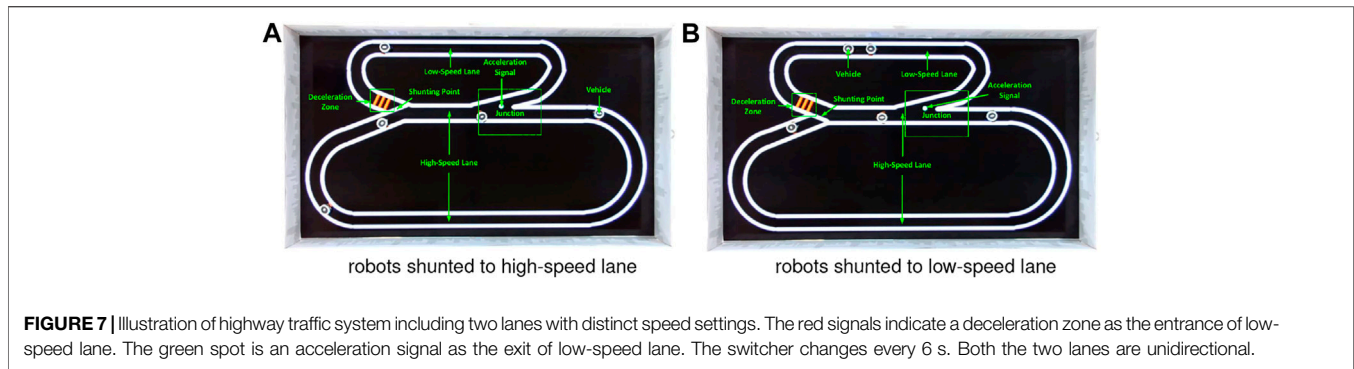 A
Low-Speed Lane
Acceleration
Signal
Vehicle
Deceleration
Zone
Shunting Point
Junction
High-Speed Lane
robots shunted to high-speed lane
B
Vehicle
Low-Speed Lane
Acceleration
Signal
Deceleration
Zone
Shunting Point
Junction
High-Speed Lane
robots shunted to low-speed lane
FIGURE 7 | Illustration of highway traffic system including two lanes with distinct speed settings. The red signals indicate a deceleration zone as the entrance of low-
speed lane. The green spot is an acceleration signal as the exit of low-speed lane. The switcher changes every 6 s. Both the two lanes are unidirectional.